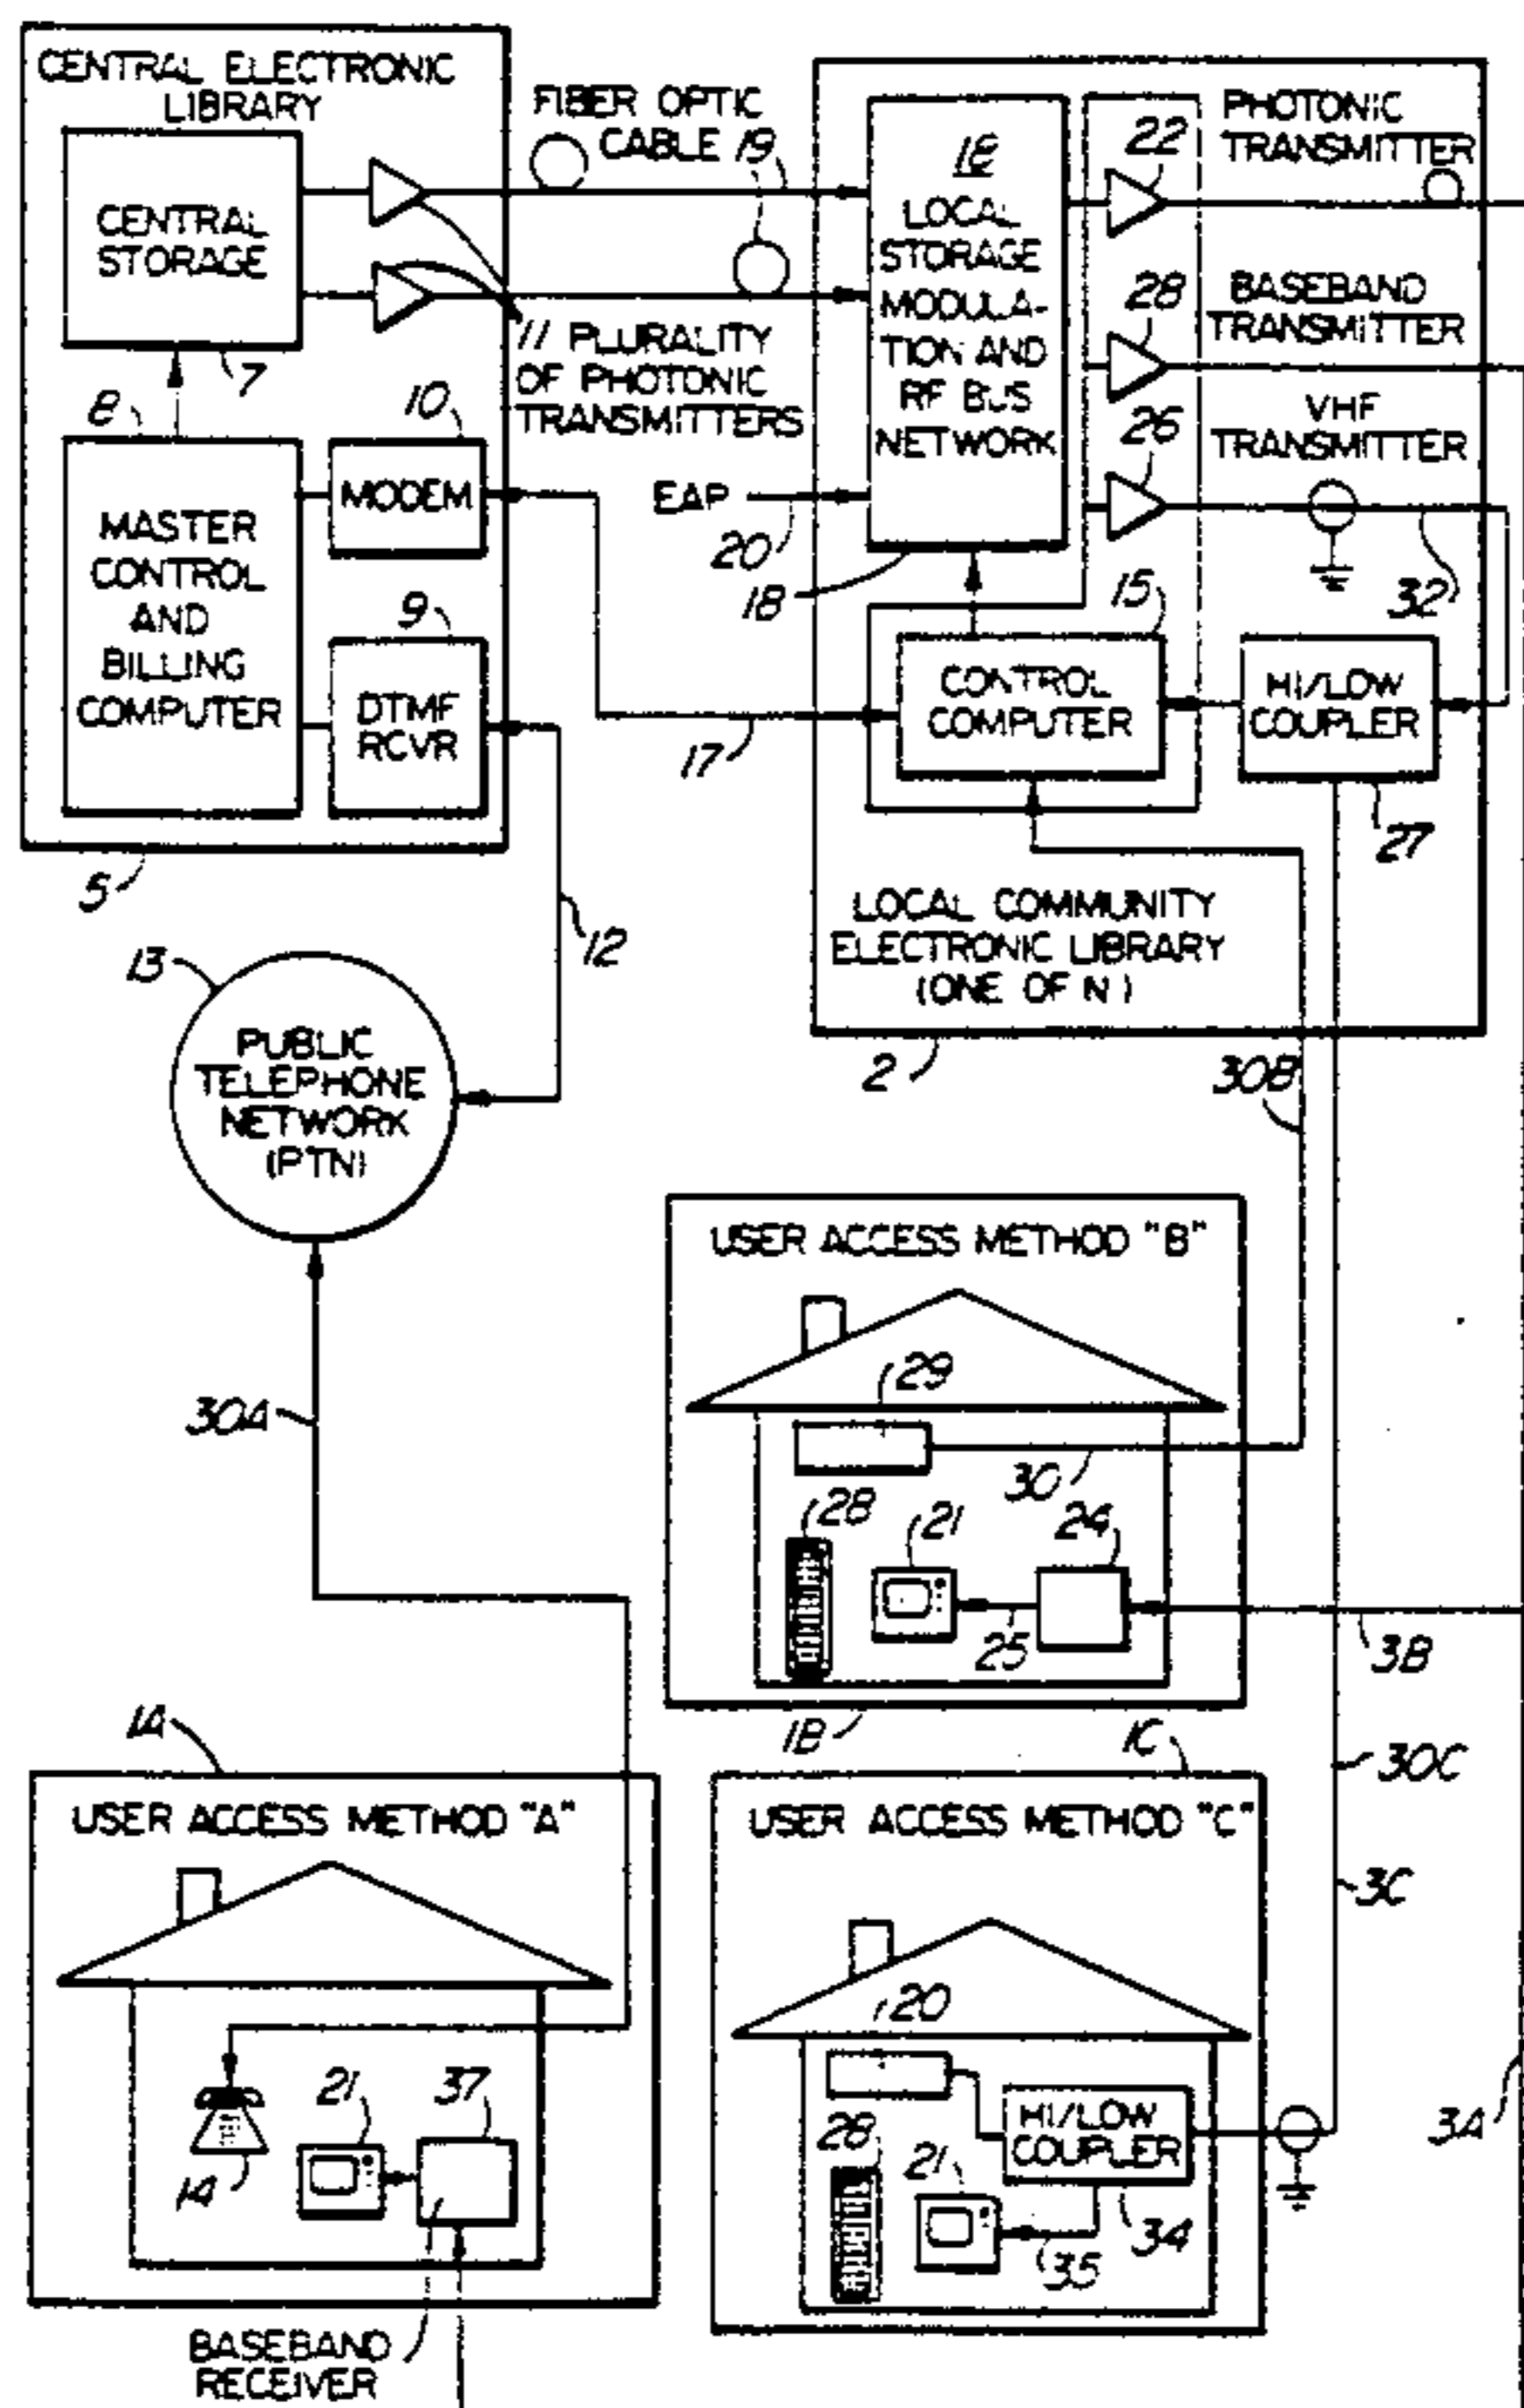 CENTRAL ELECTRONIC
LIBRARY
CENTRAL
STORAGE
7
8
MASTER
CONTROL
AND
BILLING
COMPUTER
10
MODEM
9
DTMF
RCVR
5
FIBER OPTIC
CABLE 19
11 PLURALITY
OF PHOTONIC
TRANSMITTERS
EAP
20
17
12
18
LOCAL
STORAGE
MODULA-
TION AND
RF BUS
NETWORK
18
22
PHOTONIC
TRANSMITTER
28
BASEBAND
TRANSMITTER
26
VHF
TRANSMITTER
32
15
CONTROL
COMPUTER
HI/LOW
COUPLER
27
LOCAL COMMUNITY
ELECTRONIC LIBRARY
(ONE OF N)
2
13
PUBLIC
TELEPHONE
NETWORK
(PTN)
30A
30B
USER ACCESS METHOD "B"
29
30
28
21
24
25
3B
1B
30C
3C
1A
USER ACCESS METHOD "A"
21
37
14
BASEBAND
RECEIVER
1C
USER ACCESS METHOD "C"
20
HI/LOW
COUPLER
28
21
34
35
3A